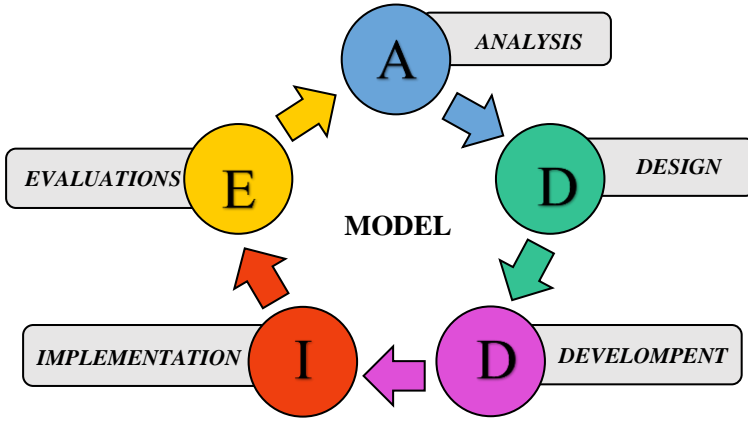 A
ANALYSIS
D
DESIGN
D
DEVELOMPENT
I
IMPLEMENTATION
E
EVALUATIONS
MODEL